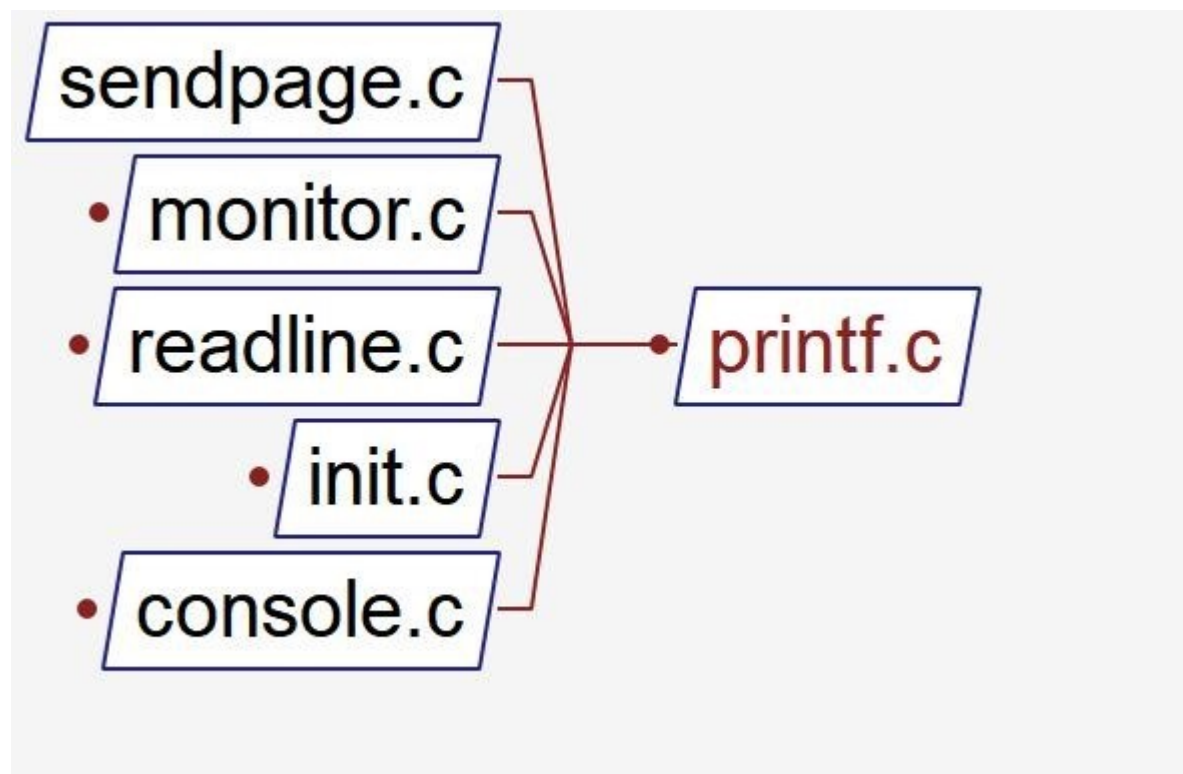 sendpage.c
monitor.c
readline.c
printf.c
init.c
console.c